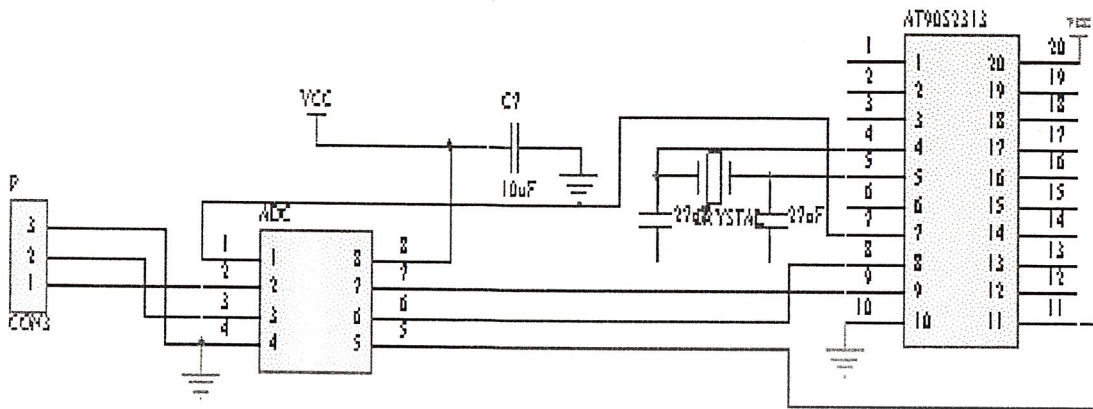 AT90S2313
VCC
1 1 20 20
2 2 19 19
3 3 18 18
4 4 17 17
5 5 16 16
6 6 15 15
7 7 14 14
8 8 13 13
9 9 12 12
10 10 11 11
VCC
C?
10uF
CRYSTAL
27pF
P
3
2
1
COM3
ADC
1 1 8 8
2 2 7 7
3 3 6 6
4 4 5 5